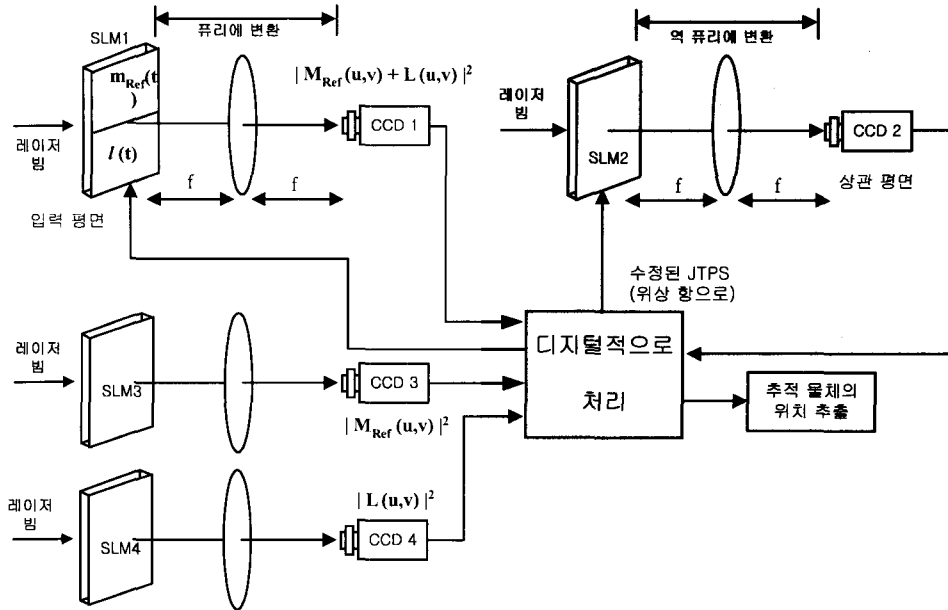 퓨리에 변환
SLM1
m_Ref(t
)
l (t)
레이저
빔
| M_Ref (u,v) + L (u,v) |²
CCD 1
f
f
입력 평면
역 퓨리에 변환
레이저
빔
SLM2
CCD 2
f
f
상관 평면
수정된 JTPS
(위상 항으로)
디지털적으로
처리
추적 물체의
위치 추출
레이저
빔
SLM3
CCD 3
| M_Ref (u,v) |²
레이저
빔
SLM4
| L (u,v) |²
CCD 4